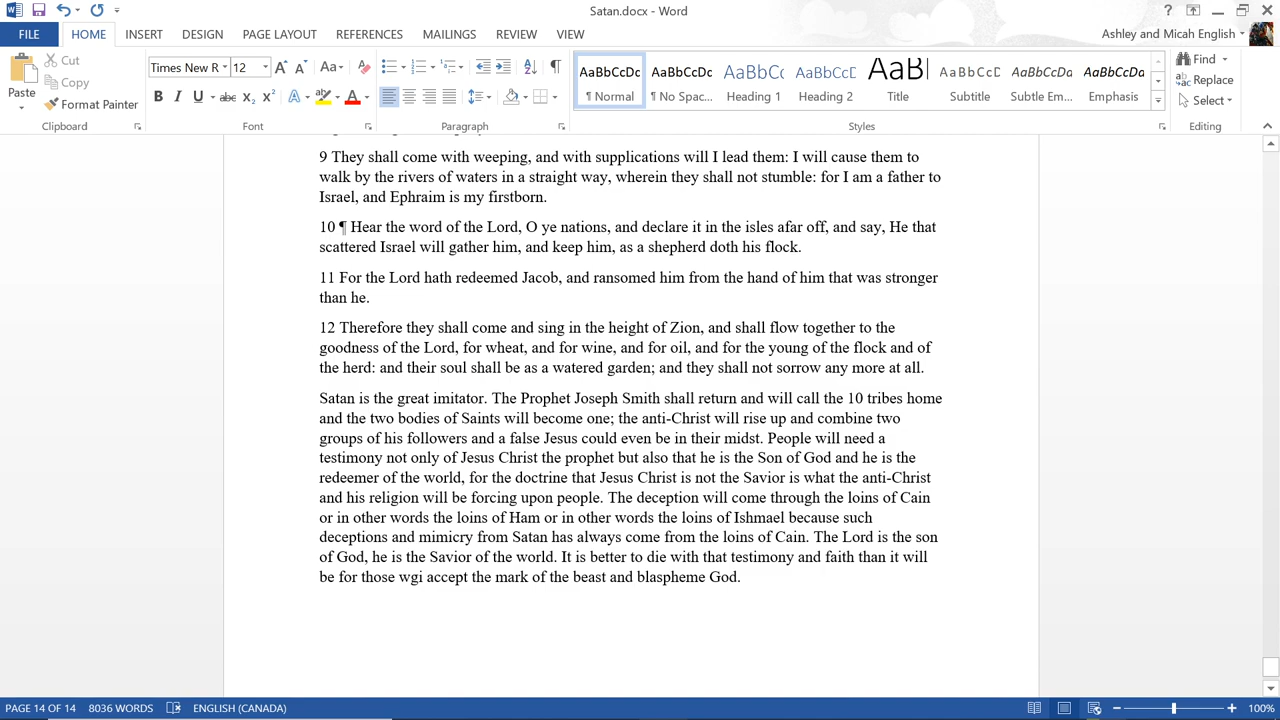 Satan.docx - Word
FILE HOME INSERT DESIGN PAGE LAYOUT REFERENCES MAILINGS REVIEW VIEW Ashley and Micah English
Paste Cut Copy Format Painter
Times New R 12
AaBbCcDc AaBbCcDc AaBbCc AaBbCcD AaBl AaBbCcD AaBbCcDa AaBbCcDa
¶ Normal ¶ No Spac... Heading 1 Heading 2 Title Subtitle Subtle Em... Emphasis
Find Replace Select
Clipboard Font Paragraph Styles Editing
9 They shall come with weeping, and with supplications will I lead them: I will cause them to
walk by the rivers of waters in a straight way, wherein they shall not stumble: for I am a father to
Israel, and Ephraim is my firstborn.
10 ¶ Hear the word of the Lord, O ye nations, and declare it in the isles afar off, and say, He that
scattered Israel will gather him, and keep him, as a shepherd doth his flock.
11 For the Lord hath redeemed Jacob, and ransomed him from the hand of him that was stronger
than he.
12 Therefore they shall come and sing in the height of Zion, and shall flow together to the
goodness of the Lord, for wheat, and for wine, and for oil, and for the young of the flock and of
the herd: and their soul shall be as a watered garden; and they shall not sorrow any more at all.
Satan is the great imitator. The Prophet Joseph Smith shall return and will call the 10 tribes home
and the two bodies of Saints will become one; the anti-Christ will rise up and combine two
groups of his followers and a false Jesus could even be in their midst. People will need a
testimony not only of Jesus Christ the prophet but also that he is the Son of God and he is the
redeemer of the world, for the doctrine that Jesus Christ is not the Savior is what the anti-Christ
and his religion will be forcing upon people. The deception will come through the loins of Cain
or in other words the loins of Ham or in other words the loins of Ishmael because such
deceptions and mimicry from Satan has always come from the loins of Cain. The Lord is the son
of God, he is the Savior of the world. It is better to die with that testimony and faith than it will
be for those wgi accept the mark of the beast and blaspheme God.
PAGE 14 OF 14 8036 WORDS ENGLISH (CANADA) 100%